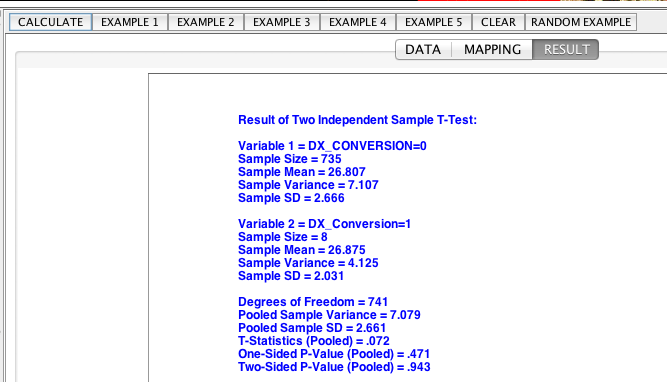 CALCULATE EXAMPLE 1 EXAMPLE 2 EXAMPLE 3 EXAMPLE 4 EXAMPLE 5 CLEAR RANDOM EXAMPLE
DATA MAPPING RESULT
Result of Two Independent Sample T-Test:
Variable 1 = DX_CONVERSION=0
Sample Size = 735
Sample Mean = 26.807
Sample Variance = 7.107
Sample SD = 2.666
Variable 2 = DX_Conversion=1
Sample Size = 8
Sample Mean = 26.875
Sample Variance = 4.125
Sample SD = 2.031
Degrees of Freedom = 741
Pooled Sample Variance = 7.079
Pooled Sample SD = 2.661
T-Statistics (Pooled) = .072
One-Sided P-Value (Pooled) = .471
Two-Sided P-Value (Pooled) = .943